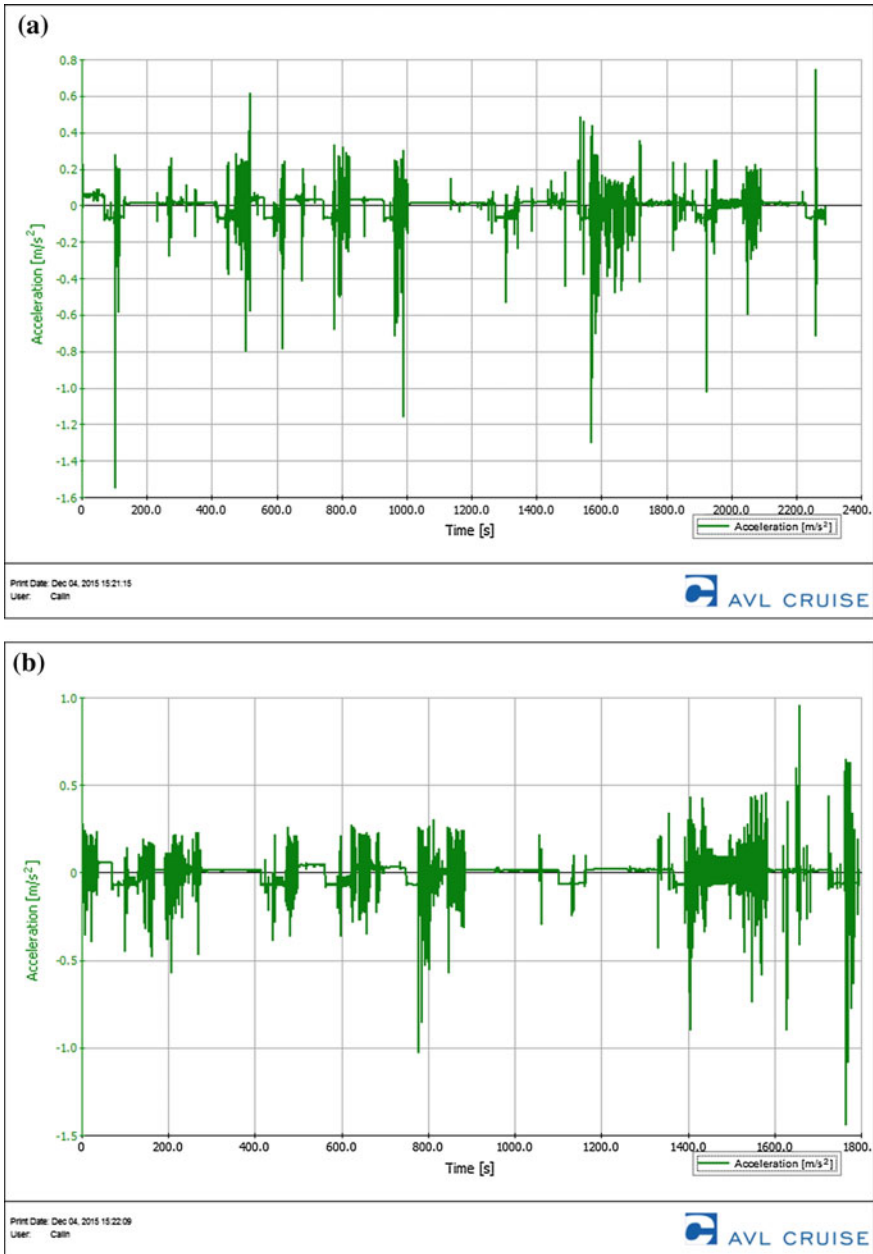 (a)
0.8
0.6
0.4
0.2
0
-0.2
-0.4
-0.6
-0.8
-1.0
-1.2
-1.4
-1.6
Acceleration [m/s²]
0 200.0 400.0 600.0 800.0 1000.0 1200.0 1400.0 1600.0 1800.0 2000.0 2200.0 2400.
Time [s]
Acceleration [m/s²]
Print Date: Dec 04, 2015 15:21:15
User: Calin
AVL CRUISE
(b)
1.0
0.5
0
-0.5
-1.0
-1.5
Acceleration [m/s²]
0 200.0 400.0 600.0 800.0 1000.0 1200.0 1400.0 1600.0 1800.
Time [s]
Acceleration [m/s²]
Print Date: Dec 04, 2015 15:22:09
User: Calin
AVL CRUISE